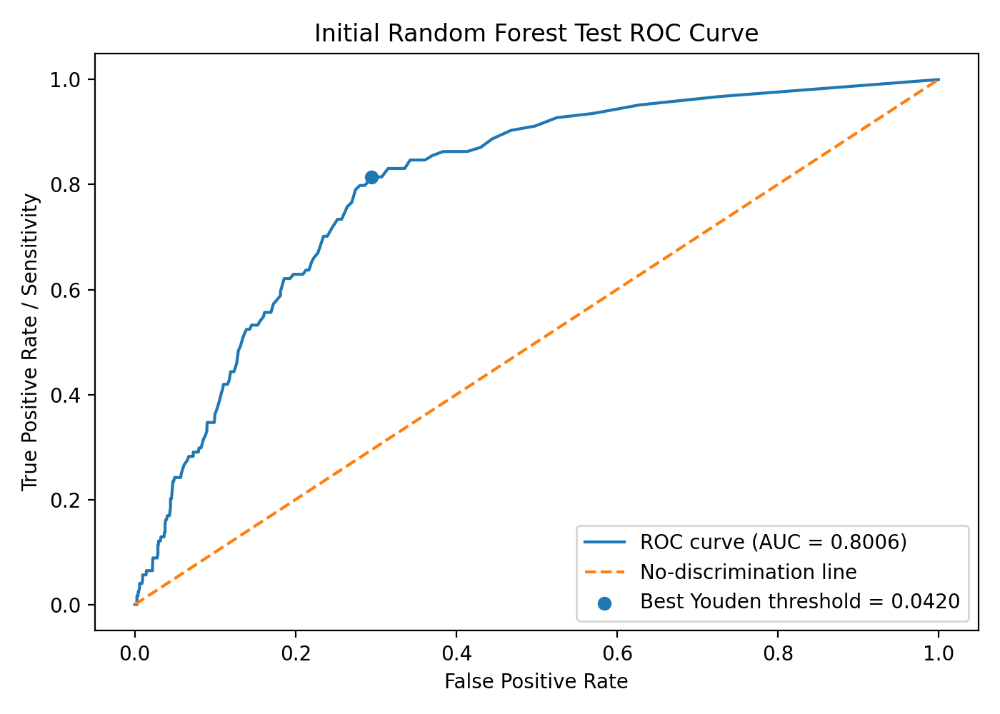 Initial Random Forest Test ROC Curve
True Positive Rate / Sensitivity
1.0
0.8
0.6
0.4
0.2
0.0
0.0 0.2 0.4 0.6 0.8 1.0
False Positive Rate
ROC curve (AUC = 0.8006)
No-discrimination line
Best Youden threshold = 0.0420